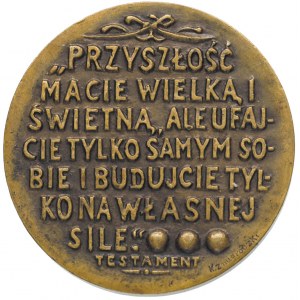 „PRZYSZŁOŚĆ
MACIE WIELKĄ I
ŚWIETNĄ, ALE UFAJ-
CIE TYLKO SAMYM SO-
BIE I BUDUJCIE TYL-
KO NA WŁASNEJ
SILE.”
TESTAMENT